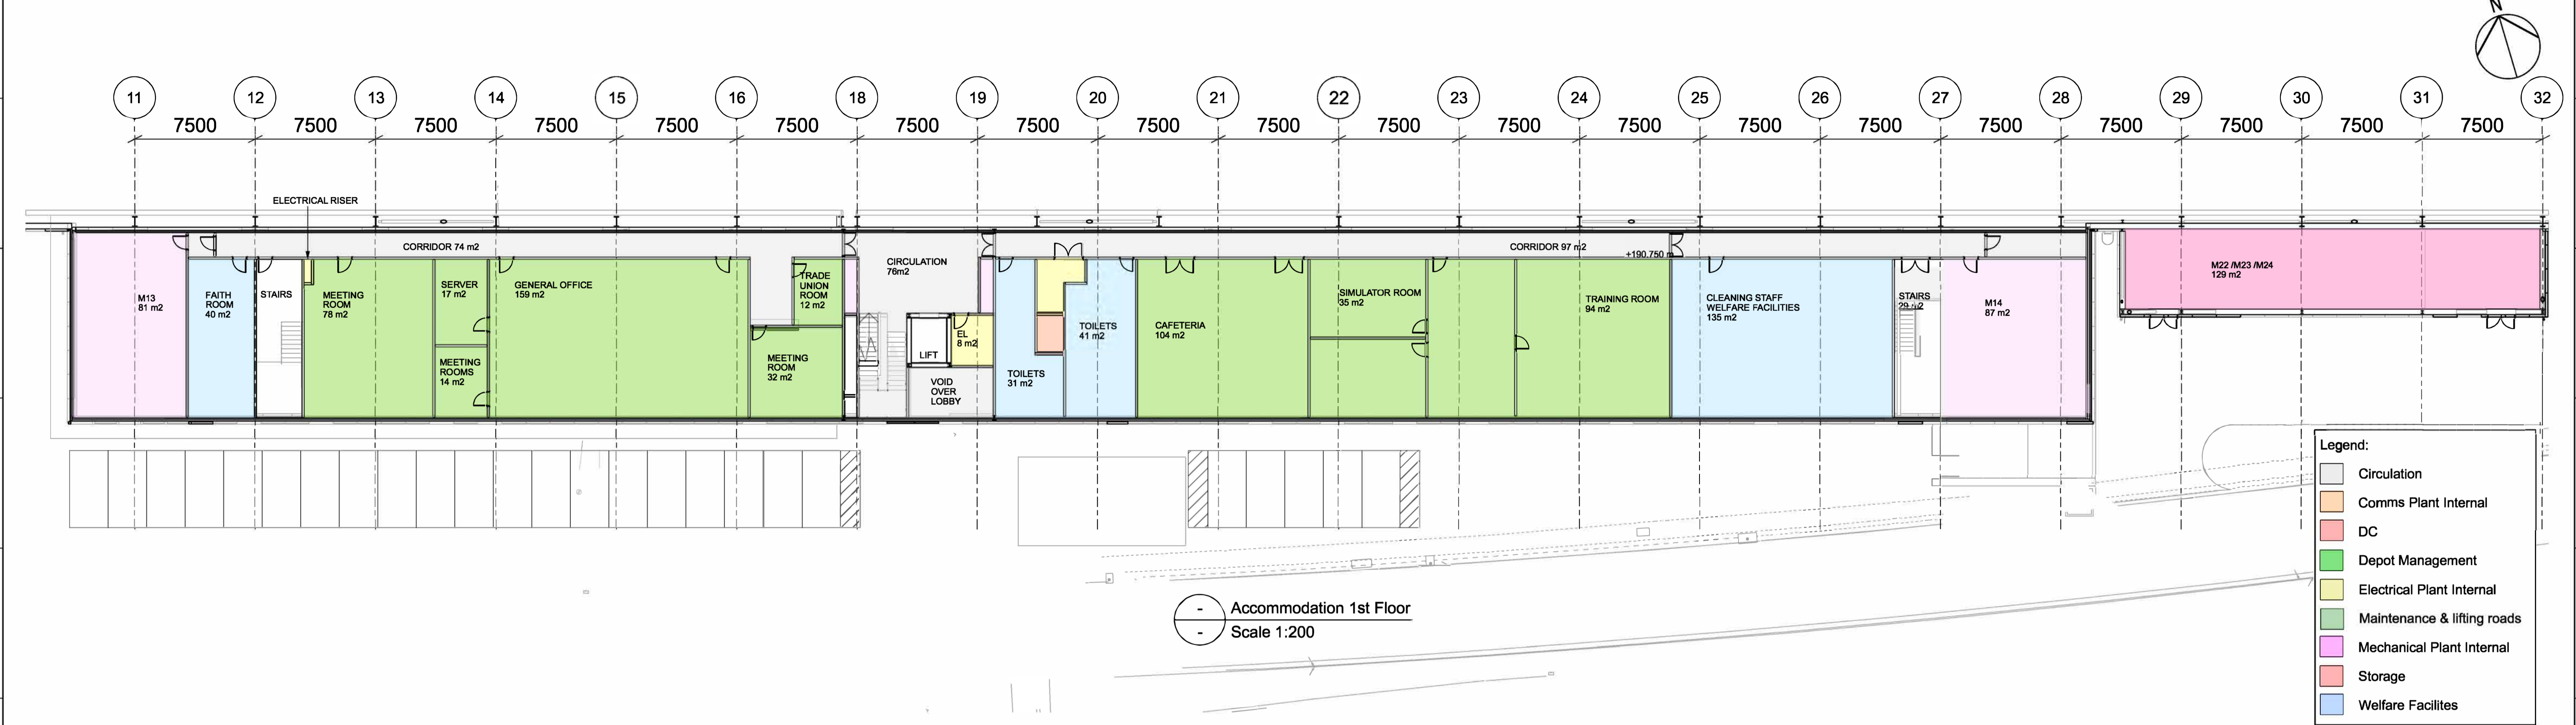 N
11 12 13 14 15 16 18 19 20 21 22 23 24 25 26 27 28 29 30 31 32
7500 7500 7500 7500 7500 7500 7500 7500 7500 7500 7500 7500 7500 7500 7500 7500 7500 7500 7500 7500
ELECTRICAL RISER
CORRIDOR 74 m2
M13
81 m2
FAITH
ROOM
40 m2
STAIRS
MEETING
ROOM
78 m2
SERVER
17 m2
MEETING
ROOMS
14 m2
GENERAL OFFICE
159 m2
TRADE
UNION
ROOM
12 m2
MEETING
ROOM
32 m2
CIRCULATION
76m2
LIFT
EL
8 m2
VOID
OVER
LOBBY
TOILETS
31 m2
TOILETS
41 m2
CORRIDOR 97 m2
+190.750 m
CAFETERIA
104 m2
SIMULATOR ROOM
35 m2
TRAINING ROOM
94 m2
CLEANING STAFF
WELFARE FACILITIES
135 m2
STAIRS
29 m2
M14
87 m2
M22 /M23 /M24
129 m2
- Accommodation 1st Floor
- Scale 1:200
Legend:
Circulation
Comms Plant Internal
DC
Depot Management
Electrical Plant Internal
Maintenance & lifting roads
Mechanical Plant Internal
Storage
Welfare Facilites